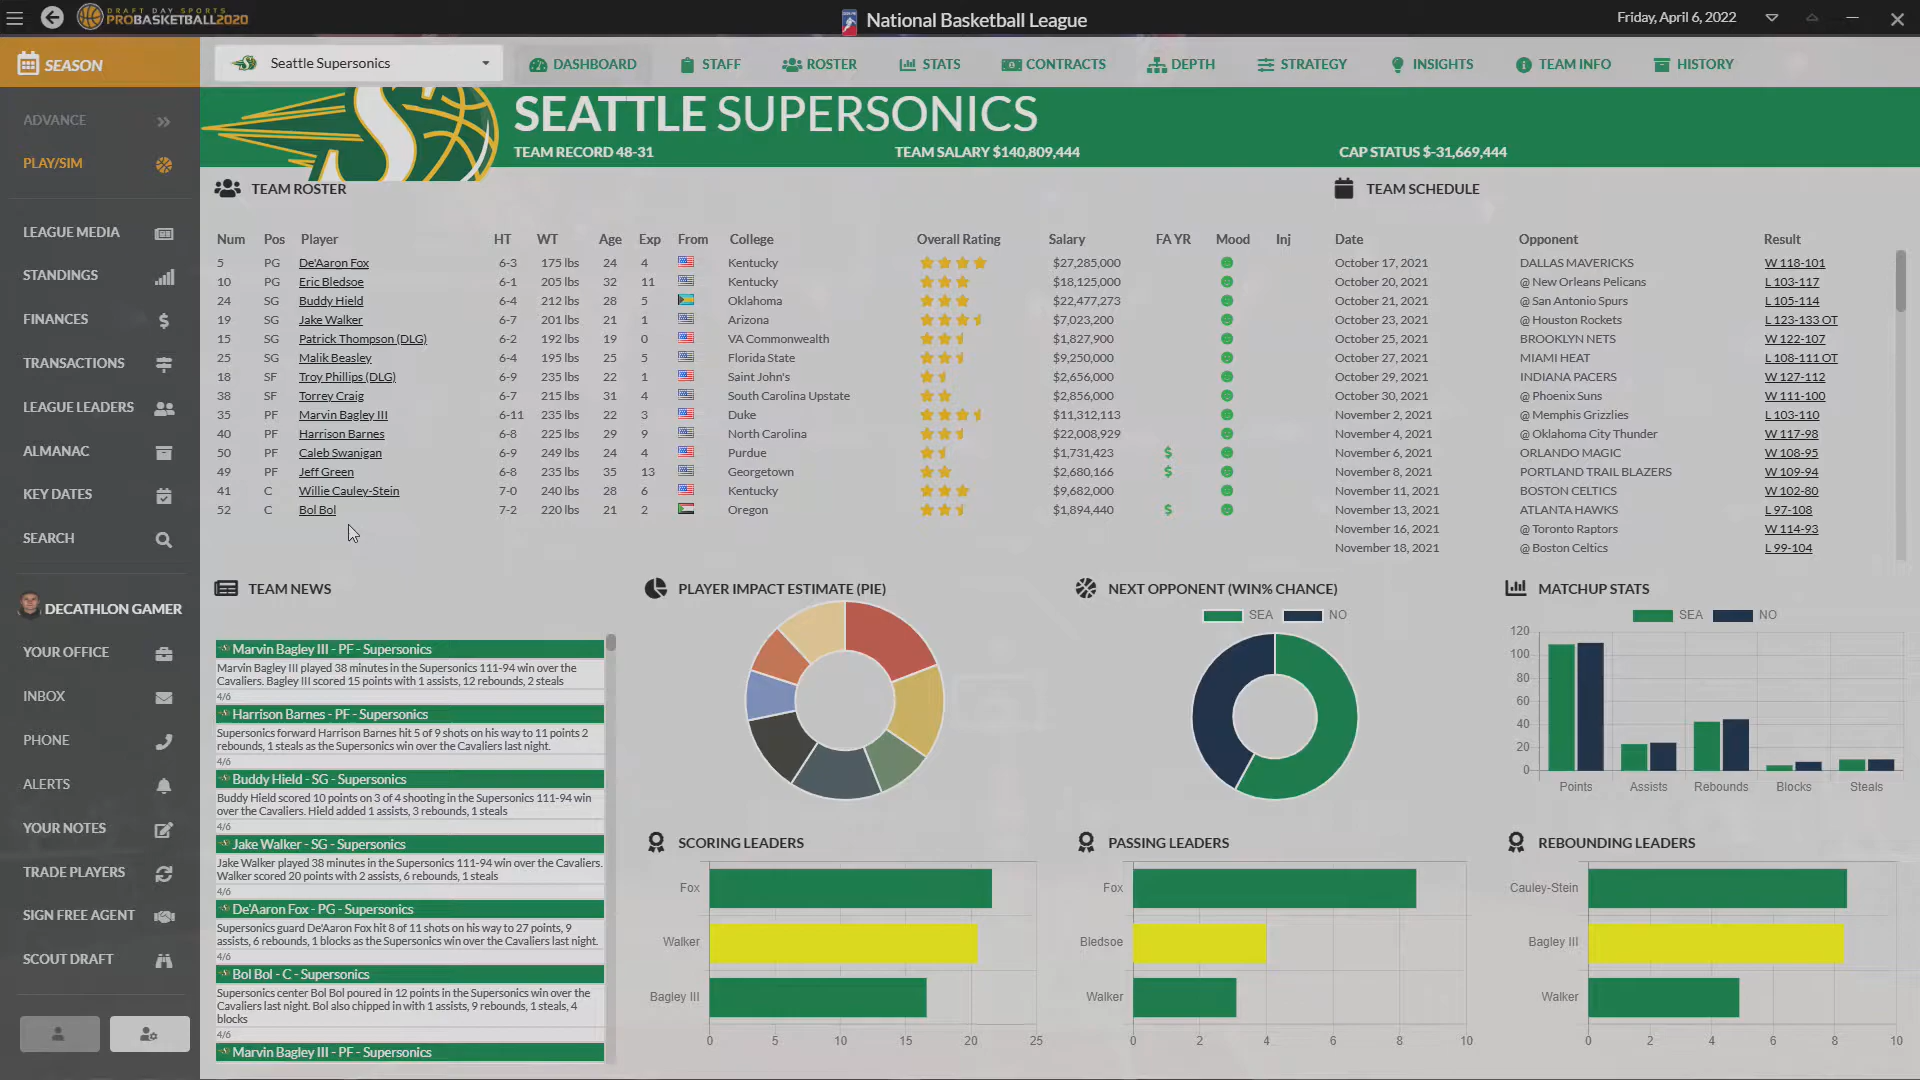 DRAFT DAY SPORTS
PROBASKETBALL2020
National Basketball League
Friday, April 6, 2022
SEASON
Seattle Supersonics
DASHBOARD
STAFF
ROSTER
STATS
CONTRACTS
DEPTH
STRATEGY
INSIGHTS
TEAM INFO
HISTORY
ADVANCE
PLAY/SIM
LEAGUE MEDIA
STANDINGS
FINANCES
TRANSACTIONS
LEAGUE LEADERS
ALMANAC
KEY DATES
SEARCH
DECATHLON GAMER
YOUR OFFICE
INBOX
PHONE
ALERTS
YOUR NOTES
TRADE PLAYERS
SIGN FREE AGENT
SCOUT DRAFT
SEATTLE SUPERSONICS
TEAM RECORD 48-31 TEAM SALARY $140,809,444 CAP STATUS $-31,669,444
TEAM ROSTER
Num Pos Player HT WT Age Exp From College Overall Rating Salary FA YR Mood Inj
5 PG De'Aaron Fox 6-3 175 lbs 24 4 Kentucky $27,285,000
10 PG Eric Bledsoe 6-1 205 lbs 32 11 Kentucky $18,125,000
24 SG Buddy Hield 6-4 212 lbs 28 5 Oklahoma $22,477,273
19 SG Jake Walker 6-7 201 lbs 21 1 Arizona $7,023,200
15 SG Patrick Thompson (DLG) 6-2 192 lbs 19 0 VA Commonwealth $1,827,900
25 SG Malik Beasley 6-4 195 lbs 25 5 Florida State $9,250,000
18 SF Troy Phillips (DLG) 6-9 235 lbs 22 1 Saint John's $2,656,000
38 SF Torrey Craig 6-7 215 lbs 31 4 South Carolina Upstate $2,856,000
35 PF Marvin Bagley III 6-11 235 lbs 22 3 Duke $11,312,113
40 PF Harrison Barnes 6-8 225 lbs 29 9 North Carolina $22,008,929
50 PF Caleb Swanigan 6-9 249 lbs 24 4 Purdue $1,731,423 $
49 PF Jeff Green 6-8 235 lbs 35 13 Georgetown $2,680,166 $
41 C Willie Cauley-Stein 7-0 240 lbs 28 6 Kentucky $9,682,000
52 C Bol Bol 7-2 220 lbs 21 2 Oregon $1,894,440 $
TEAM SCHEDULE
Date Opponent Result
October 17, 2021 DALLAS MAVERICKS W 118-101
October 20, 2021 @ New Orleans Pelicans L 103-117
October 21, 2021 @ San Antonio Spurs L 105-114
October 23, 2021 @ Houston Rockets L 123-133 OT
October 25, 2021 BROOKLYN NETS W 122-107
October 27, 2021 MIAMI HEAT L 108-111 OT
October 29, 2021 INDIANA PACERS W 127-112
October 30, 2021 @ Phoenix Suns W 111-100
November 2, 2021 @ Memphis Grizzlies L 103-110
November 4, 2021 @ Oklahoma City Thunder W 117-98
November 6, 2021 ORLANDO MAGIC W 108-95
November 8, 2021 PORTLAND TRAIL BLAZERS W 109-94
November 11, 2021 BOSTON CELTICS W 102-80
November 13, 2021 ATLANTA HAWKS L 97-108
November 16, 2021 @ Toronto Raptors W 114-93
November 18, 2021 @ Boston Celtics L 99-104
TEAM NEWS
Marvin Bagley III - PF - Supersonics
Marvin Bagley III played 38 minutes in the Supersonics 111-94 win over the
Cavaliers. Bagley III scored 15 points with 1 assists, 12 rebounds, 2 steals
4/6
Harrison Barnes - PF - Supersonics
Supersonics forward Harrison Barnes hit 5 of 9 shots on his way to 11 points 2
rebounds, 1 steals as the Supersonics win over the Cavaliers last night.
4/6
Buddy Hield - SG - Supersonics
Buddy Hield scored 10 points on 3 of 4 shooting in the Supersonics 111-94 win
over the Cavaliers. Hield added 1 assists, 3 rebounds, 1 steals
4/6
Jake Walker - SG - Supersonics
Jake Walker played 38 minutes in the Supersonics 111-94 win over the Cavaliers.
Walker scored 20 points with 2 assists, 6 rebounds, 1 steals
4/6
De'Aaron Fox - PG - Supersonics
Supersonics guard De'Aaron Fox hit 8 of 11 shots on his way to 27 points, 9
assists, 6 rebounds, 1 blocks as the Supersonics win over the Cavaliers last night.
4/6
Bol Bol - C - Supersonics
Supersonics center Bol Bol poured in 12 points in the Supersonics win over the
Cavaliers last night. Bol also chipped in with 1 assists, 9 rebounds, 1 steals, 4
blocks
4/6
Marvin Bagley III - PF - Supersonics
PLAYER IMPACT ESTIMATE (PIE)
NEXT OPPONENT (WIN% CHANCE)
SEA NO
MATCHUP STATS
SEA NO
120
100
80
60
40
20
0
Points Assists Rebounds Blocks Steals
SCORING LEADERS
Fox
Walker
Bagley III
0 5 10 15 20 25
PASSING LEADERS
Fox
Bledsoe
Walker
0 2 4 6 8 10
REBOUNDING LEADERS
Cauley-Stein
Bagley III
Walker
0 2 4 6 8 10